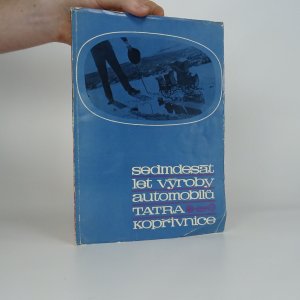 sedmdesát
let výroby
automobilů
TATRA
kopřivnice